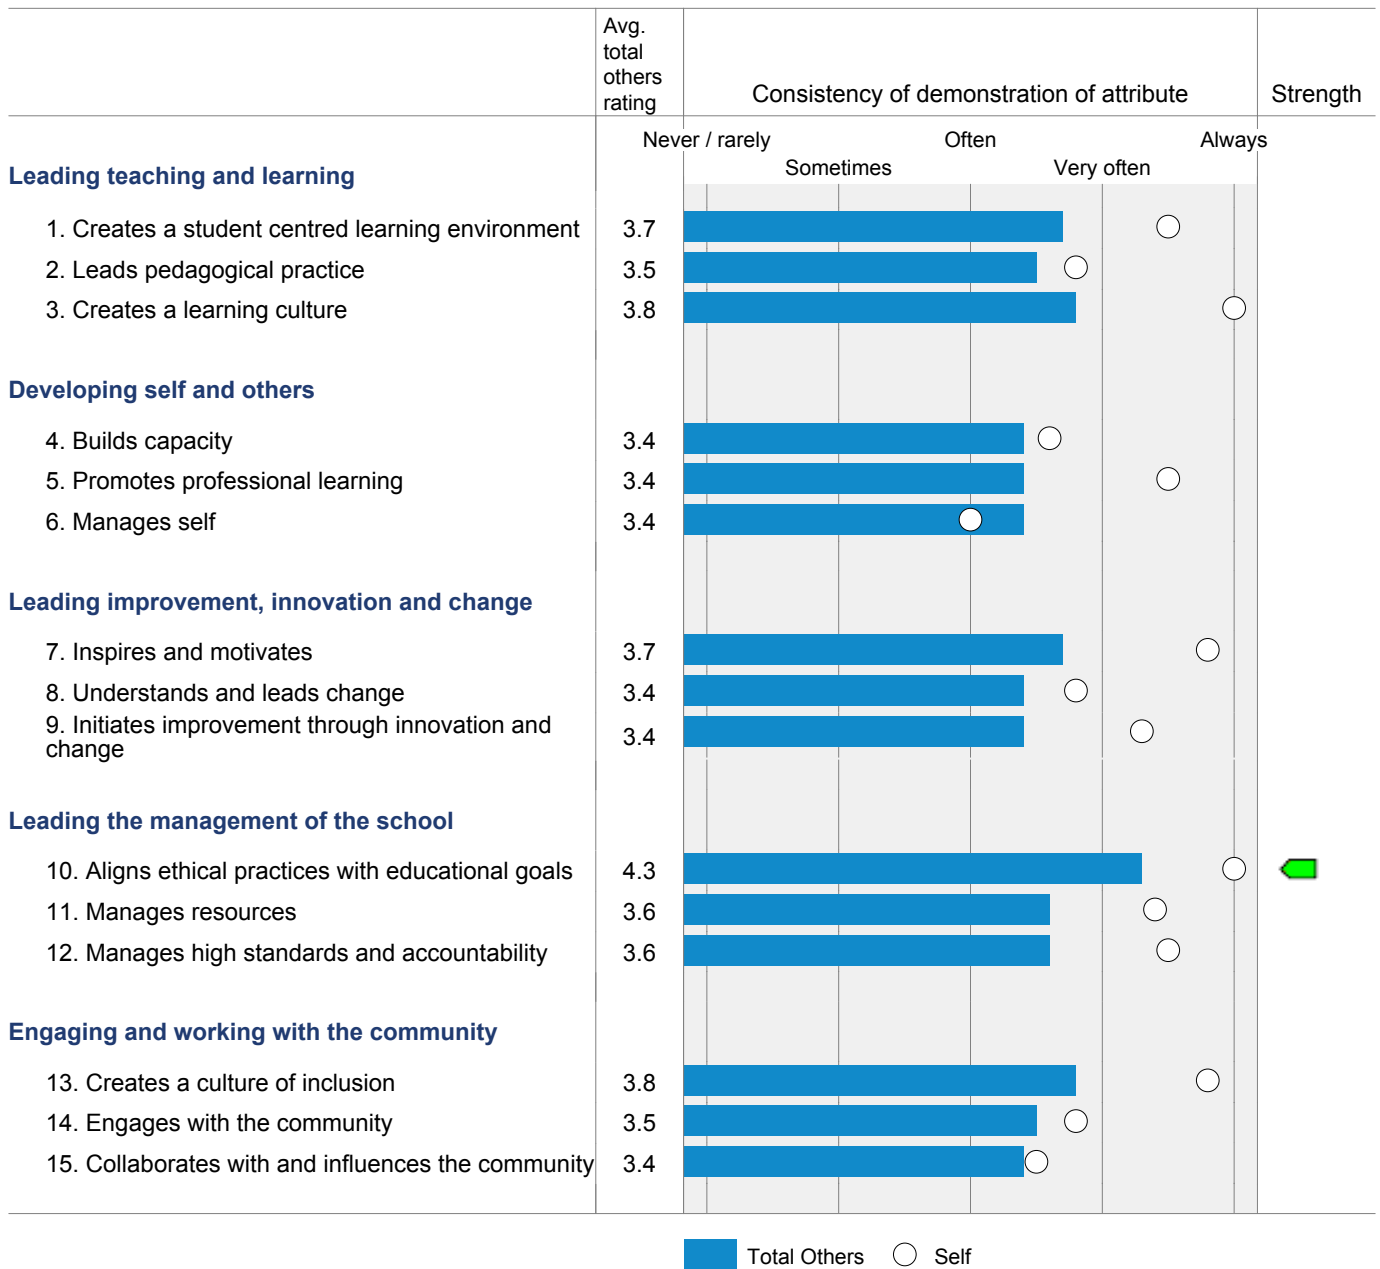 Avg.
total
others
rating
Consistency of demonstration of attribute
Strength
Never / rarely
Often
Always
Sometimes
Very often
Leading teaching and learning
1. Creates a student centred learning environment 3.7
2. Leads pedagogical practice 3.5
3. Creates a learning culture 3.8
Developing self and others
4. Builds capacity 3.4
5. Promotes professional learning 3.4
6. Manages self 3.4
Leading improvement, innovation and change
7. Inspires and motivates 3.7
8. Understands and leads change 3.4
9. Initiates improvement through innovation and
change 3.4
Leading the management of the school
10. Aligns ethical practices with educational goals 4.3
11. Manages resources 3.6
12. Manages high standards and accountability 3.6
Engaging and working with the community
13. Creates a culture of inclusion 3.8
14. Engages with the community 3.5
15. Collaborates with and influences the community 3.4
Total Others
Self